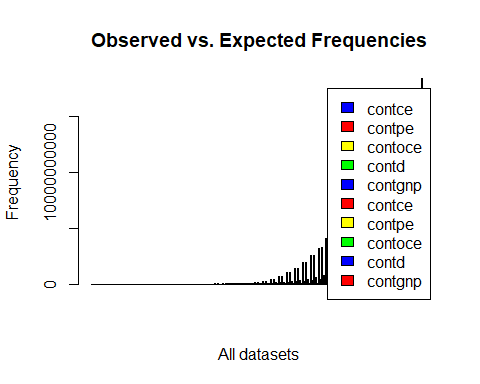 Observed vs. Expected Frequencies
Frequency
10000000000
0
contce
contpe
contoce
contd
contgnp
contce
contpe
contoce
contd
contgnp
All datasets